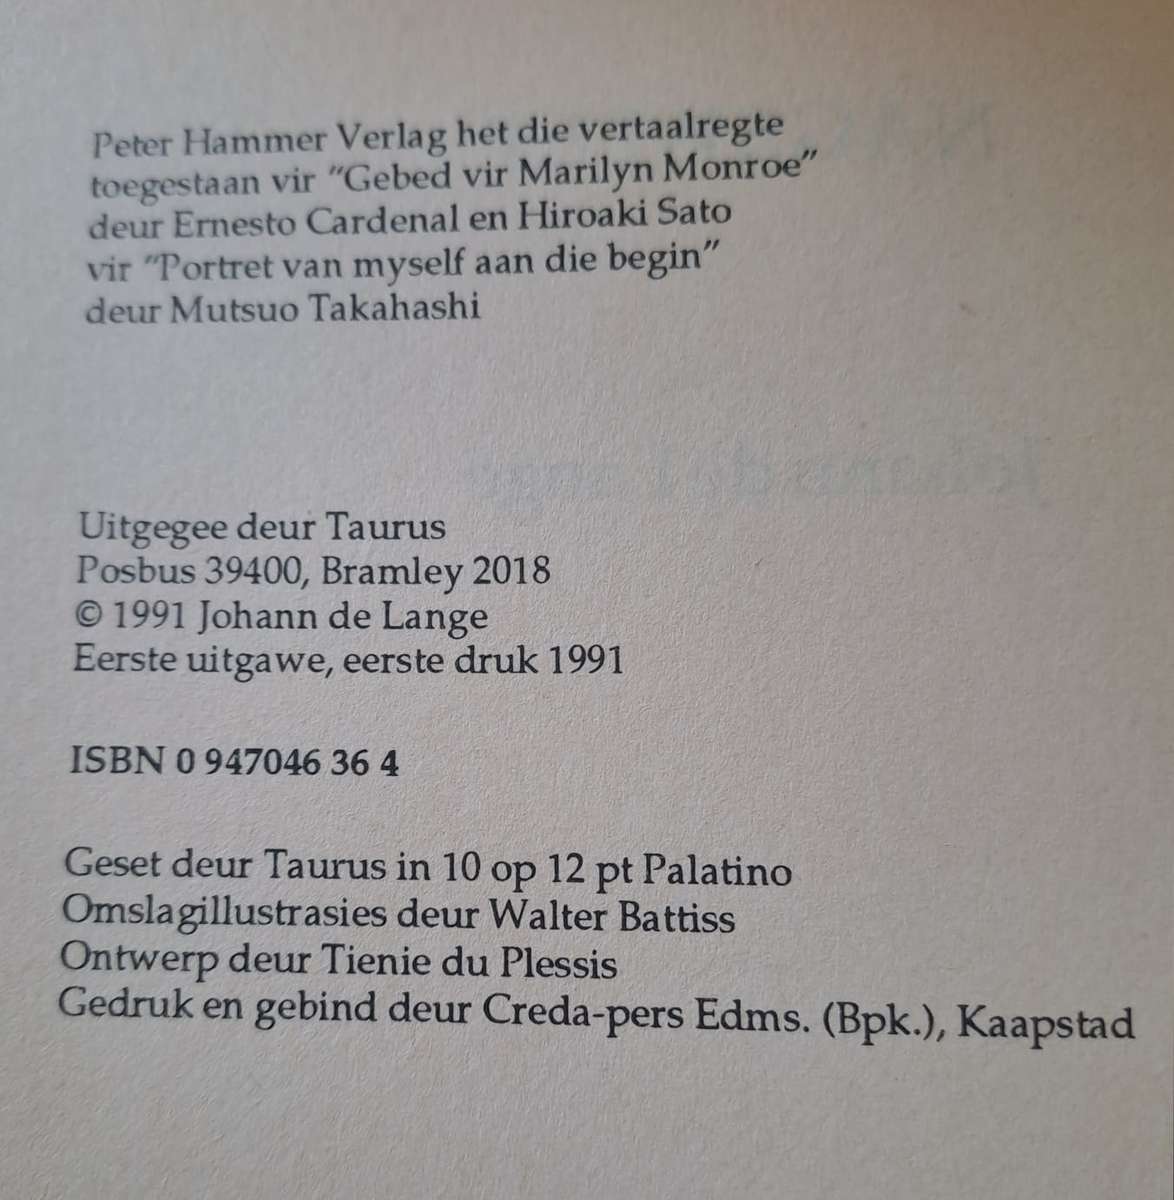 Peter Hammer Verlag het die vertaalregte
toegestaan vir "Gebed vir Marilyn Monroe"
deur Ernesto Cardenal en Hiroaki Sato
vir "Portret van myself aan die begin"
deur Mutsuo Takahashi
Uitgegee deur Taurus
Posbus 39400, Bramley 2018
© 1991 Johann de Lange
Eerste uitgawe, eerste druk 1991
ISBN 0 947046 36 4
Geset deur Taurus in 10 op 12 pt Palatino
Omslagillustrasies deur Walter Battiss
Ontwerp deur Tienie du Plessis
Gedruk en gebind deur Creda-pers Edms. (Bpk.), Kaapstad